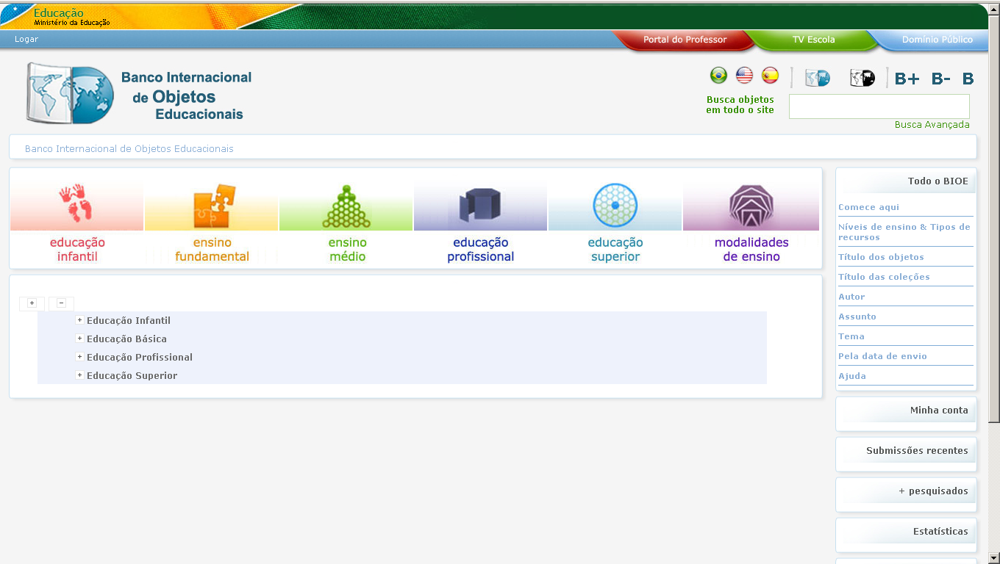 Educação
Ministério da Educação
Logar
Portal do Professor
TV Escola
Domínio Público
Banco Internacional
de Objetos
Educacionais
B+ B- B
Busca objetos
em todo o site
Busca Avançada
Banco Internacional de Objetos Educacionais
educação
infantil
ensino
fundamental
ensino
médio
educação
profissional
educação
superior
modalidades
de ensino
+ -
+ Educação Infantil
+ Educação Básica
+ Educação Profissional
+ Educação Superior
Todo o BIOE
Comece aqui
Níveis de ensino & Tipos de
recursos
Título dos objetos
Título das coleções
Autor
Assunto
Tema
Pela data de envio
Ajuda
Minha conta
Submissões recentes
+ pesquisados
Estatísticas